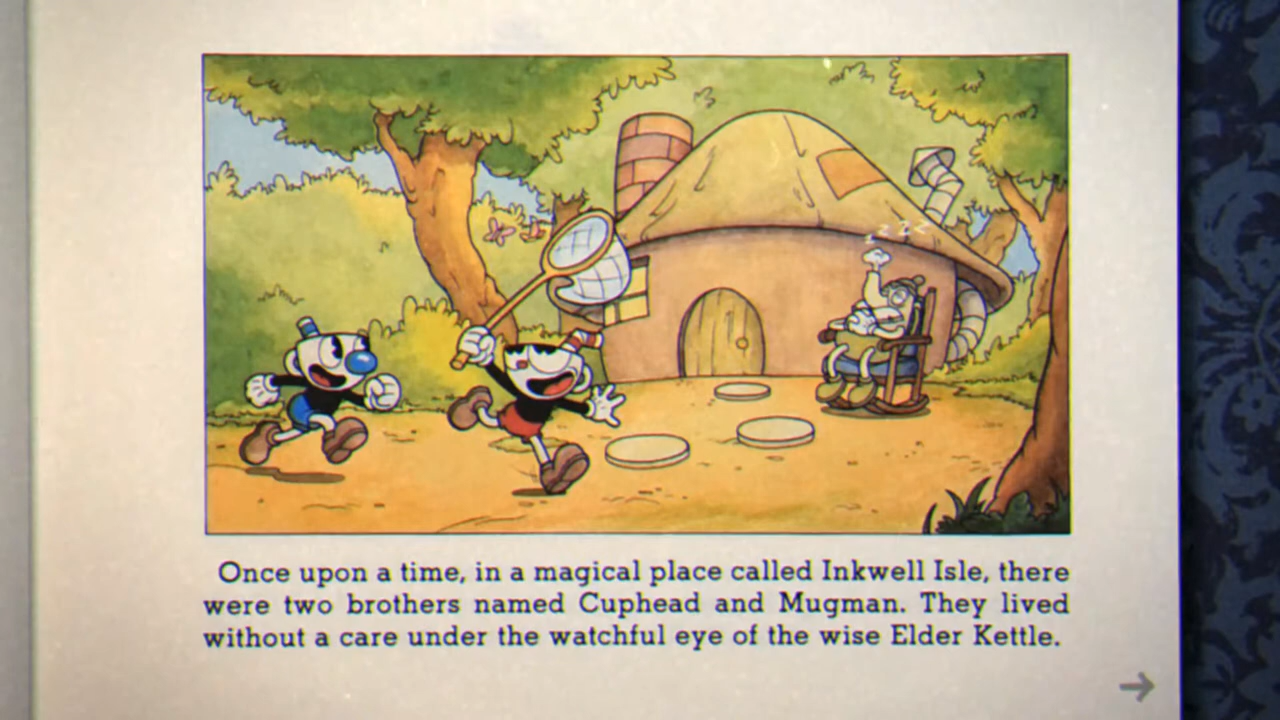 z z z z
Once upon a time, in a magical place called Inkwell Isle, there
were two brothers named Cuphead and Mugman. They lived
without a care under the watchful eye of the wise Elder Kettle.